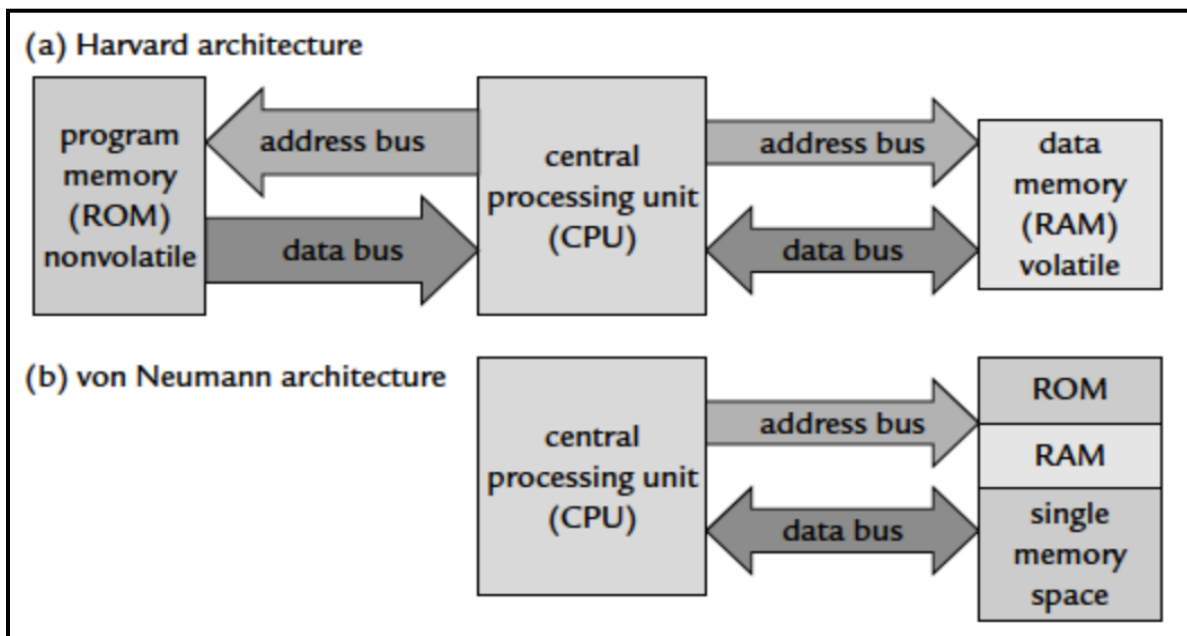 (a) Harvard architecture
program
memory
(ROM)
nonvolatile
address bus
data bus
central
processing unit
(CPU)
address bus
data bus
data
memory
(RAM)
volatile
(b) von Neumann architecture
central
processing unit
(CPU)
address bus
data bus
ROM
RAM
single
memory
space